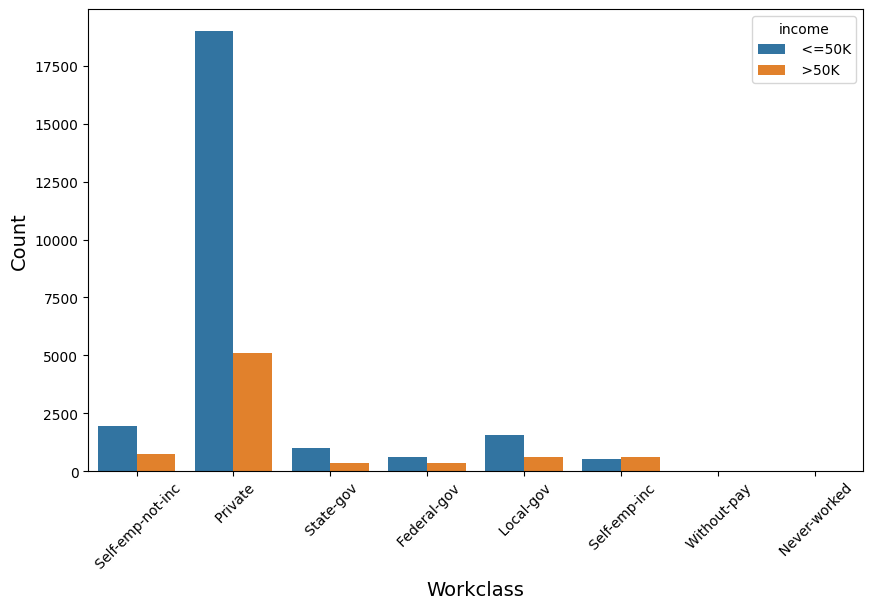 income
<=50K
>50K
17500
15000
12500
10000
7500
5000
2500
0
Count
Self-emp-not-inc
Private
State-gov
Federal-gov
Local-gov
Self-emp-inc
Without-pay
Never-worked
Workclass